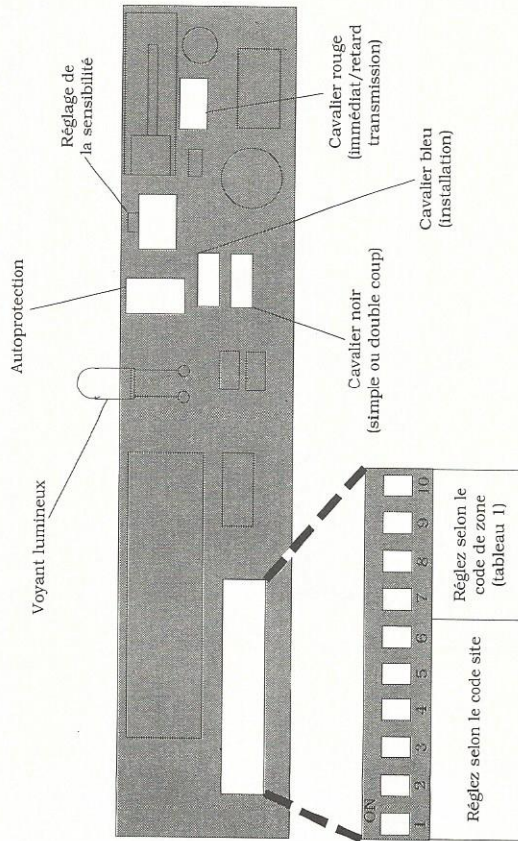 Réglage de
la sensibilité
Autoprotection
Voyant lumineux
Cavalier rouge
(immédiat/retard
transmission)
Cavalier bleu
(installation)
Cavalier noir
(simple ou double coup)
ON
1 2 3 4 5 6 7 8 9 10
Réglez selon le code site
Réglez selon le
code de zone
(tableau 1)